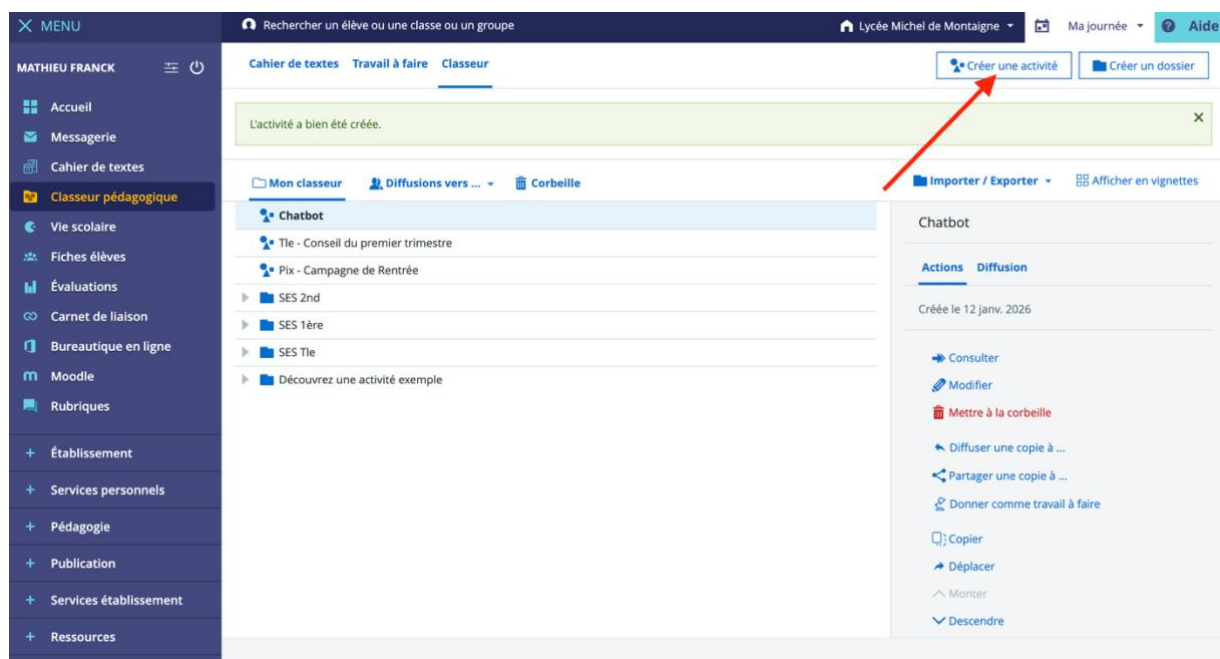 MENU
Rechercher un élève ou une classe ou un groupe
Lycée Michel de Montaigne
Ma journée
Aide
MATHIEU FRANCK
Accueil
Messagerie
Cahier de textes
Classeur pédagogique
Vie scolaire
Fiches élèves
Évaluations
Carnet de liaison
Bureautique en ligne
Moodle
Rubriques
+ Établissement
+ Services personnels
+ Pédagogie
+ Publication
+ Services établissement
+ Ressources
Cahier de textes Travail à faire Classeur
Créer une activité
Créer un dossier
L'activité a bien été créée.
Mon classeur
Diffusions vers ...
Corbeille
Importer / Exporter
Afficher en vignettes
Chatbot
Tle - Conseil du premier trimestre
Pix - Campagne de Rentrée
SES 2nd
SES 1ère
SES Tle
Découvrez une activité exemple
Chatbot
Actions Diffusion
Créée le 12 janv. 2026
Consulter
Modifier
Mettre à la corbeille
Diffuser une copie à ...
Partager une copie à ...
Donner comme travail à faire
Copier
Déplacer
Monter
Descendre